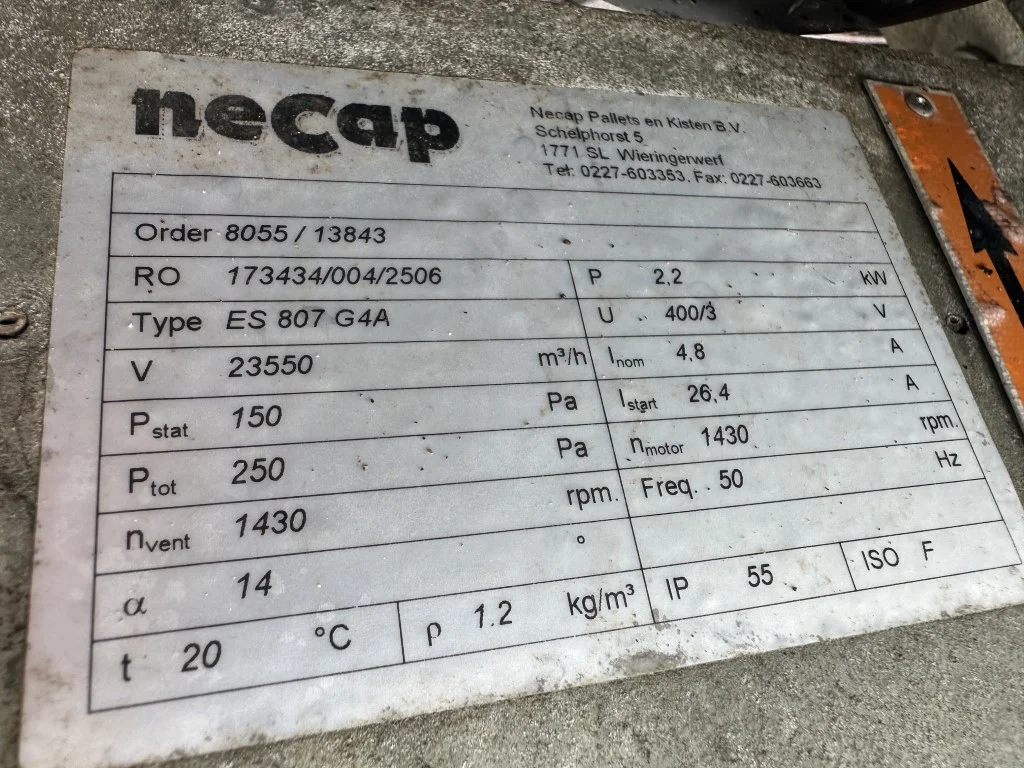 necap
Necap Pallets en Kisten B.V.
Schelphorst 5
1771 SL Wieringerwerf
Tel: 0227-603353. Fax: 0227-603663
Order 8055 / 13843
RO 173434/004/2506 P 2,2 kW
Type ES 807 G4A U 400/3 V
V 23550 m³/h Inom 4,8 A
Pstat 150 Pa Istart 26,4 A
Ptot 250 Pa nmotor 1430 rpm.
nvent 1430 rpm. Freq. 50 Hz
α 14 °
t 20 °C ρ 1.2 kg/m³ IP 55 ISO F